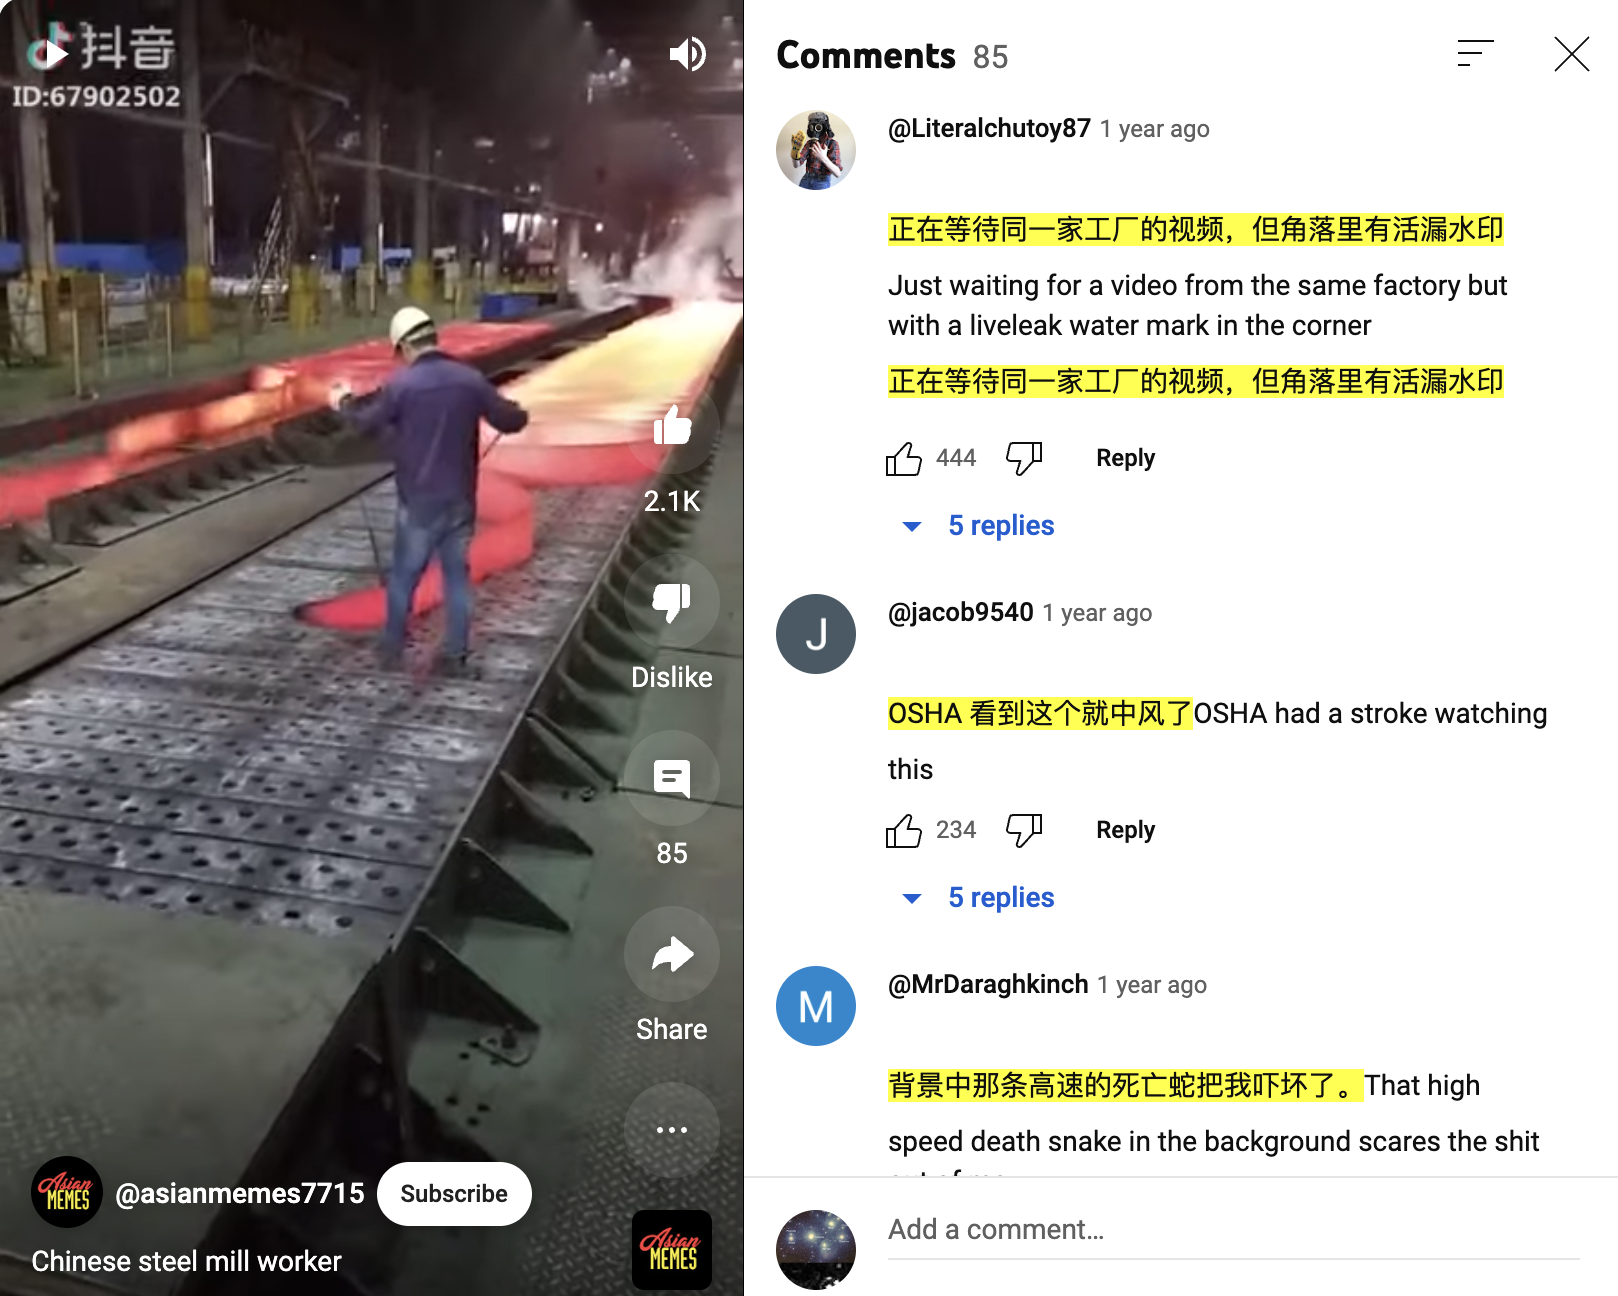 抖音
ID:67902502
2.1K
Dislike
85
Share
Asian
MEMES
@asianmemes7715
Subscribe
Chinese steel mill worker
Asian
MEMES
Comments 85
@Literalchutoy87 1 year ago
正在等待同一家工厂的视频，但角落里有活漏水印
Just waiting for a video from the same factory but
with a liveleak water mark in the corner
正在等待同一家工厂的视频，但角落里有活漏水印
444
Reply
5 replies
J
@jacob9540 1 year ago
OSHA 看到这个就中风了OSHA had a stroke watching
this
234
Reply
5 replies
M
@MrDaraghkinch 1 year ago
背景中那条高速的死亡蛇把我吓坏了。That high
speed death snake in the background scares the shit
Add a comment...